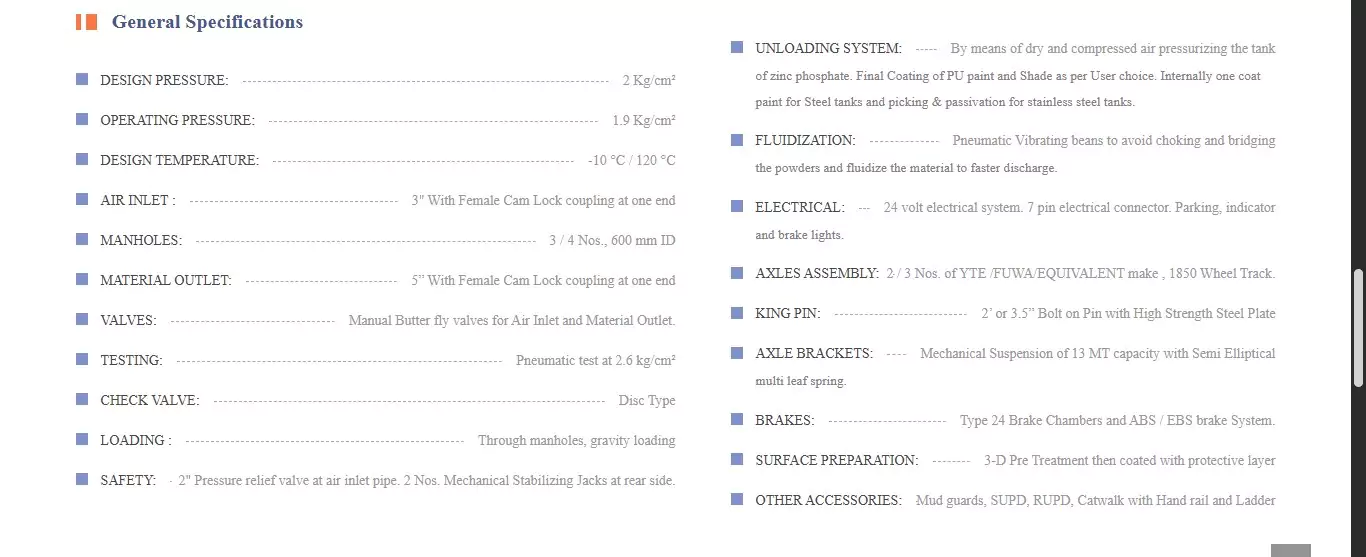 General Specifications
DESIGN PRESSURE: 2 Kg/cm²
OPERATING PRESSURE: 1.9 Kg/cm²
DESIGN TEMPERATURE: -10 °C / 120 °C
AIR INLET : 3" With Female Cam Lock coupling at one end
MANHOLES: 3 / 4 Nos., 600 mm ID
MATERIAL OUTLET: 5” With Female Cam Lock coupling at one end
VALVES: Manual Butter fly valves for Air Inlet and Material Outlet.
TESTING: Pneumatic test at 2.6 kg/cm²
CHECK VALVE: Disc Type
LOADING : Through manholes, gravity loading
SAFETY: 2" Pressure relief valve at air inlet pipe. 2 Nos. Mechanical Stabilizing Jacks at rear side.
UNLOADING SYSTEM: By means of dry and compressed air pressurizing the tank
of zinc phosphate. Final Coating of PU paint and Shade as per User choice. Internally one coat
paint for Steel tanks and picking & passivation for stainless steel tanks.
FLUIDIZATION: Pneumatic Vibrating beans to avoid choking and bridging
the powders and fluidize the material to faster discharge.
ELECTRICAL: 24 volt electrical system. 7 pin electrical connector. Parking, indicator
and brake lights.
AXLES ASSEMBLY: 2 / 3 Nos. of YTE /FUWA/EQUIVALENT make , 1850 Wheel Track.
KING PIN: 2’ or 3.5” Bolt on Pin with High Strength Steel Plate
AXLE BRACKETS: Mechanical Suspension of 13 MT capacity with Semi Elliptical
multi leaf spring.
BRAKES: Type 24 Brake Chambers and ABS / EBS brake System.
SURFACE PREPARATION: 3-D Pre Treatment then coated with protective layer
OTHER ACCESSORIES: Mud guards, SUPD, RUPD, Catwalk with Hand rail and Ladder